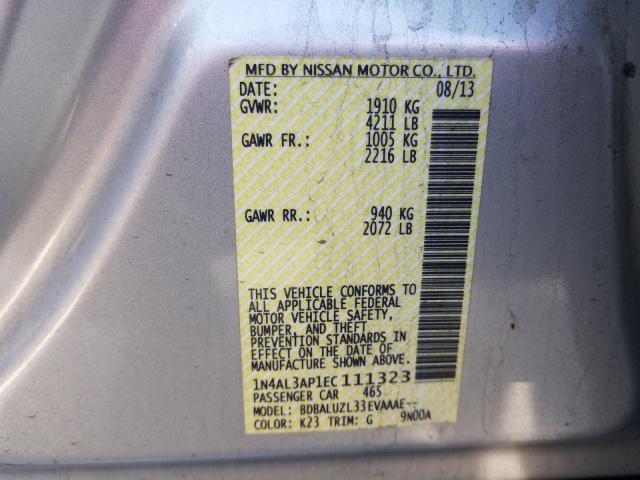 MFD BY NISSAN MOTOR CO., LTD.
DATE: 08/13
GVWR: 1910 KG
4211 LB
GAWR FR.: 1005 KG
2216 LB
GAWR RR.: 940 KG
2072 LB
THIS VEHICLE CONFORMS TO
ALL APPLICABLE FEDERAL
MOTOR VEHICLE SAFETY,
BUMPER, AND THEFT
PREVENTION STANDARDS IN
EFFECT ON THE DATE OF
MANUFACTURE SHOWN ABOVE.
1N4AL3AP1EC111323
PASSENGER CAR 465
MODEL: BDBALUZL33EVAAAE--
COLOR: K23 TRIM: G 9N00A